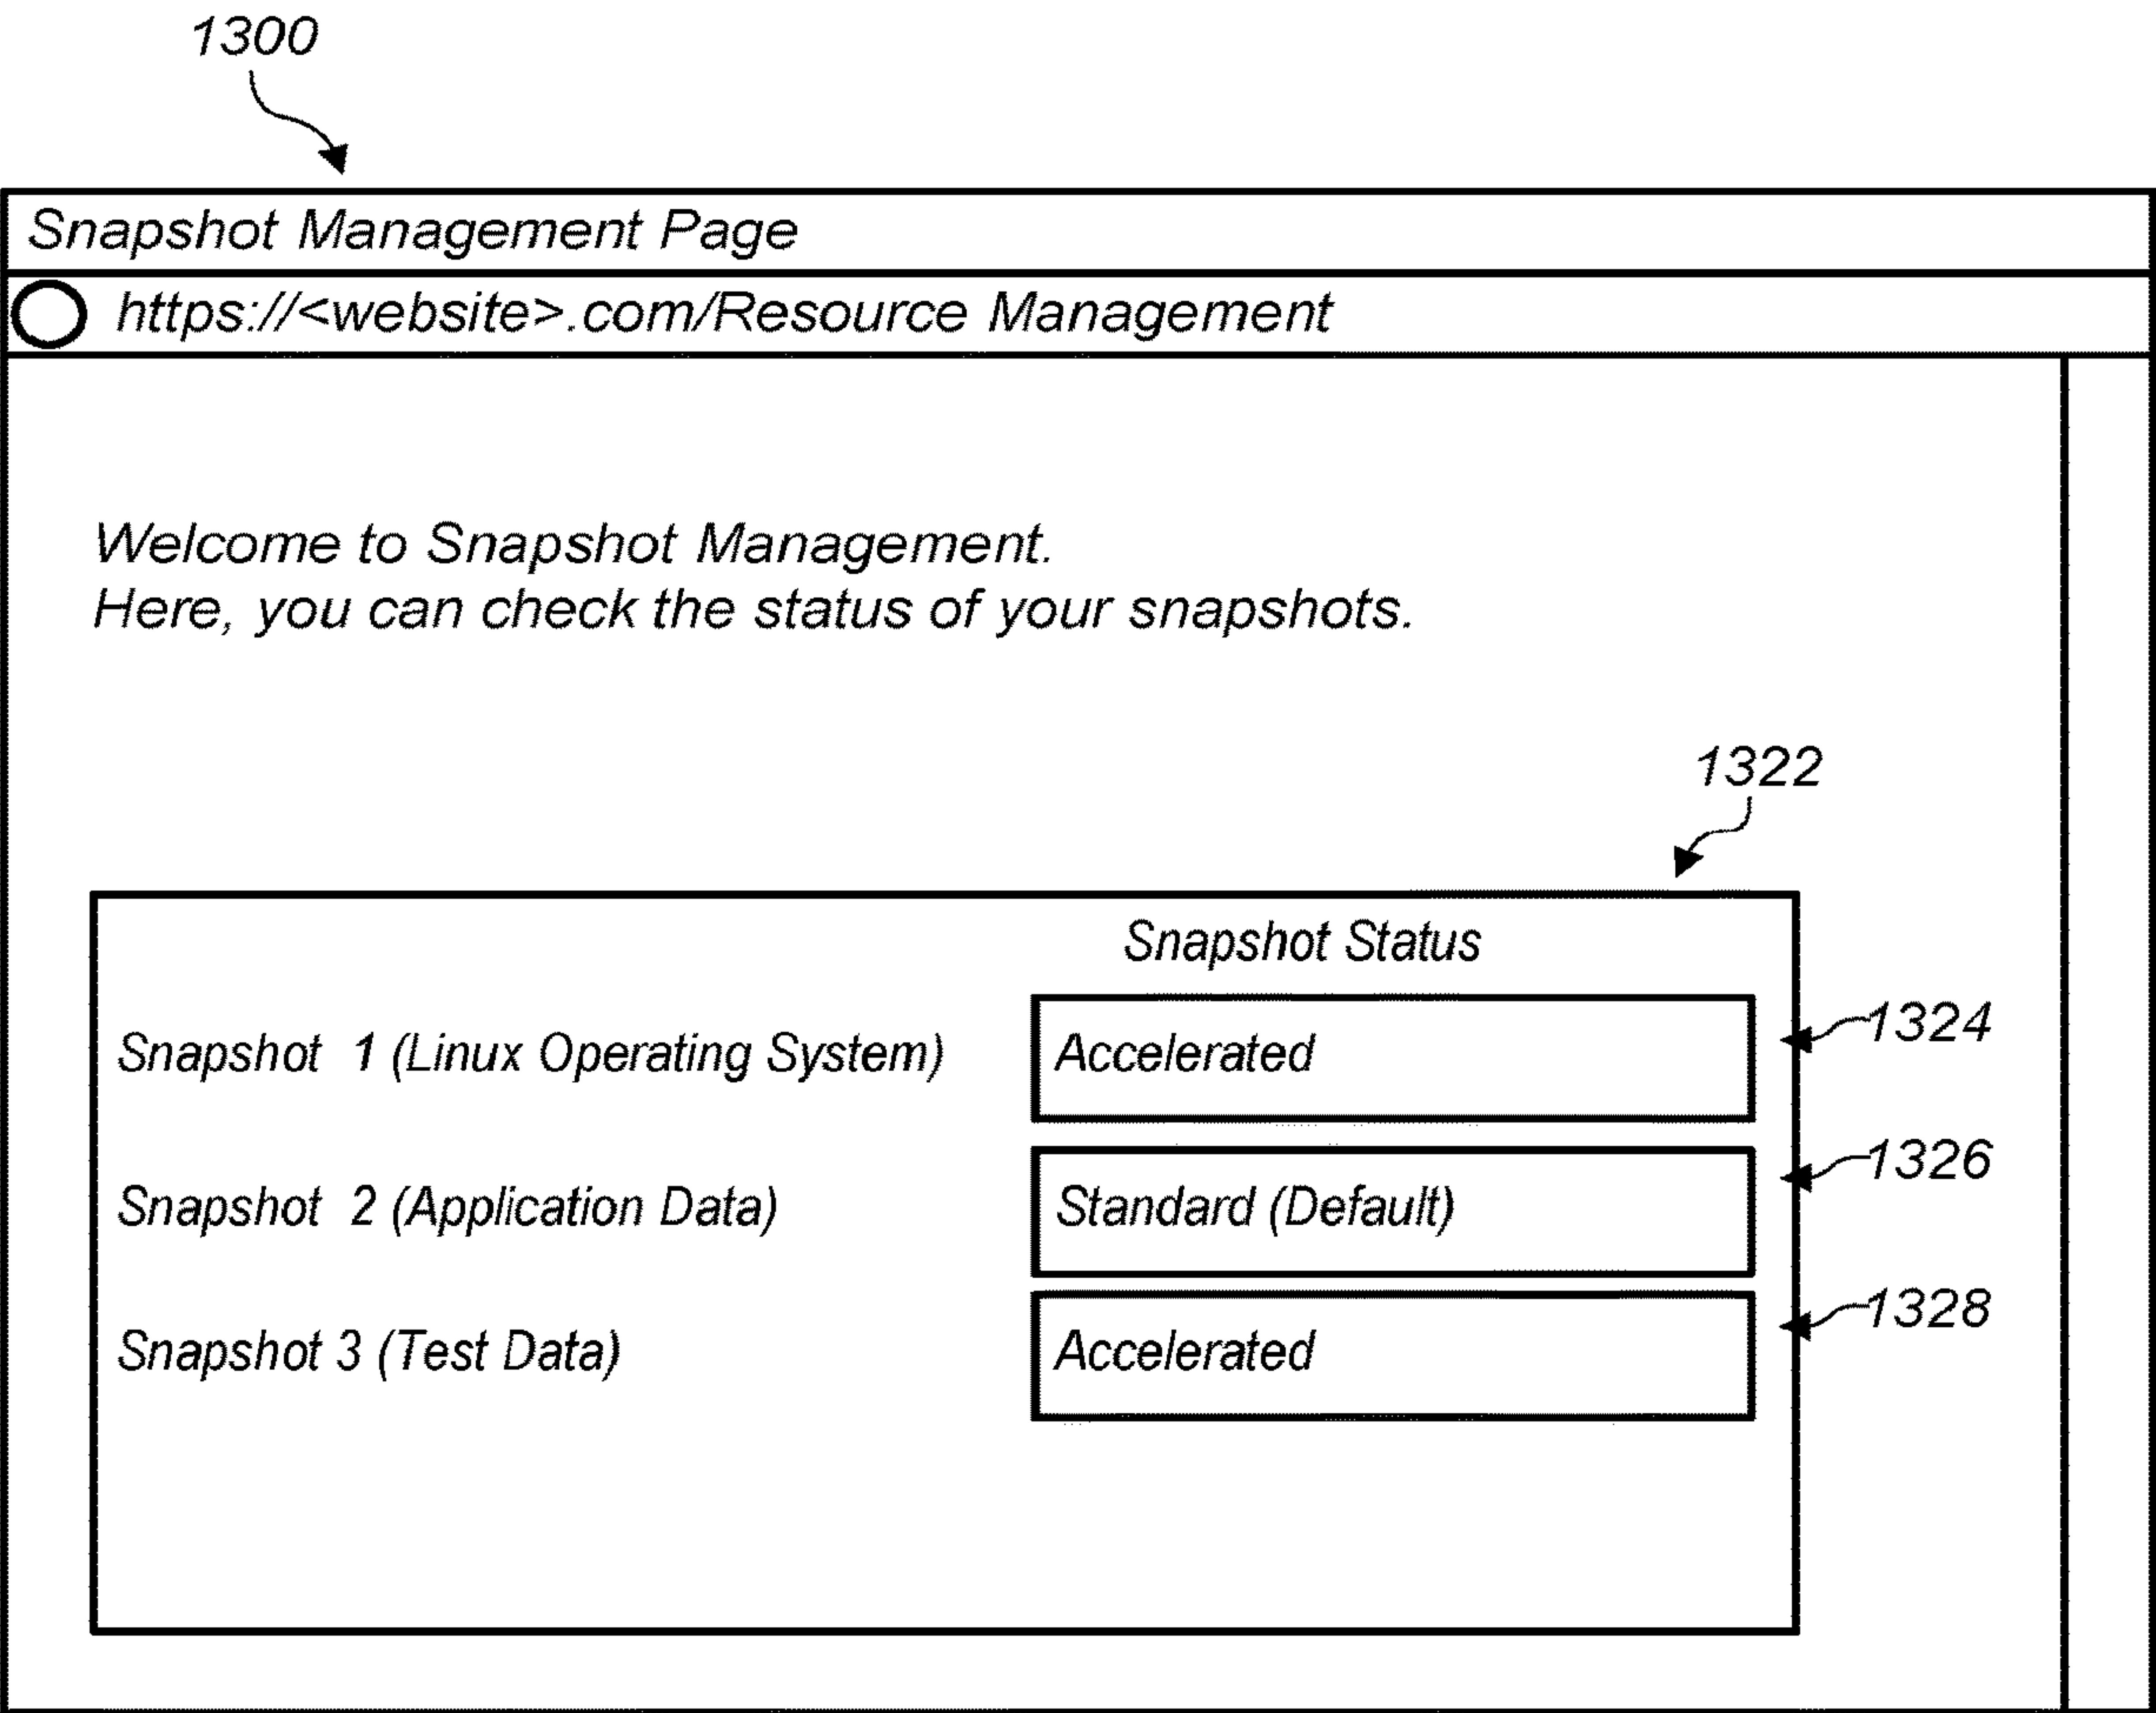 1300
Snapshot Management Page
https://<website>.com/Resource Management
Welcome to Snapshot Management.
Here, you can check the status of your snapshots.
1322
Snapshot Status
Snapshot 1 (Linux Operating System) Accelerated 1324
Snapshot 2 (Application Data) Standard (Default) 1326
Snapshot 3 (Test Data) Accelerated 1328